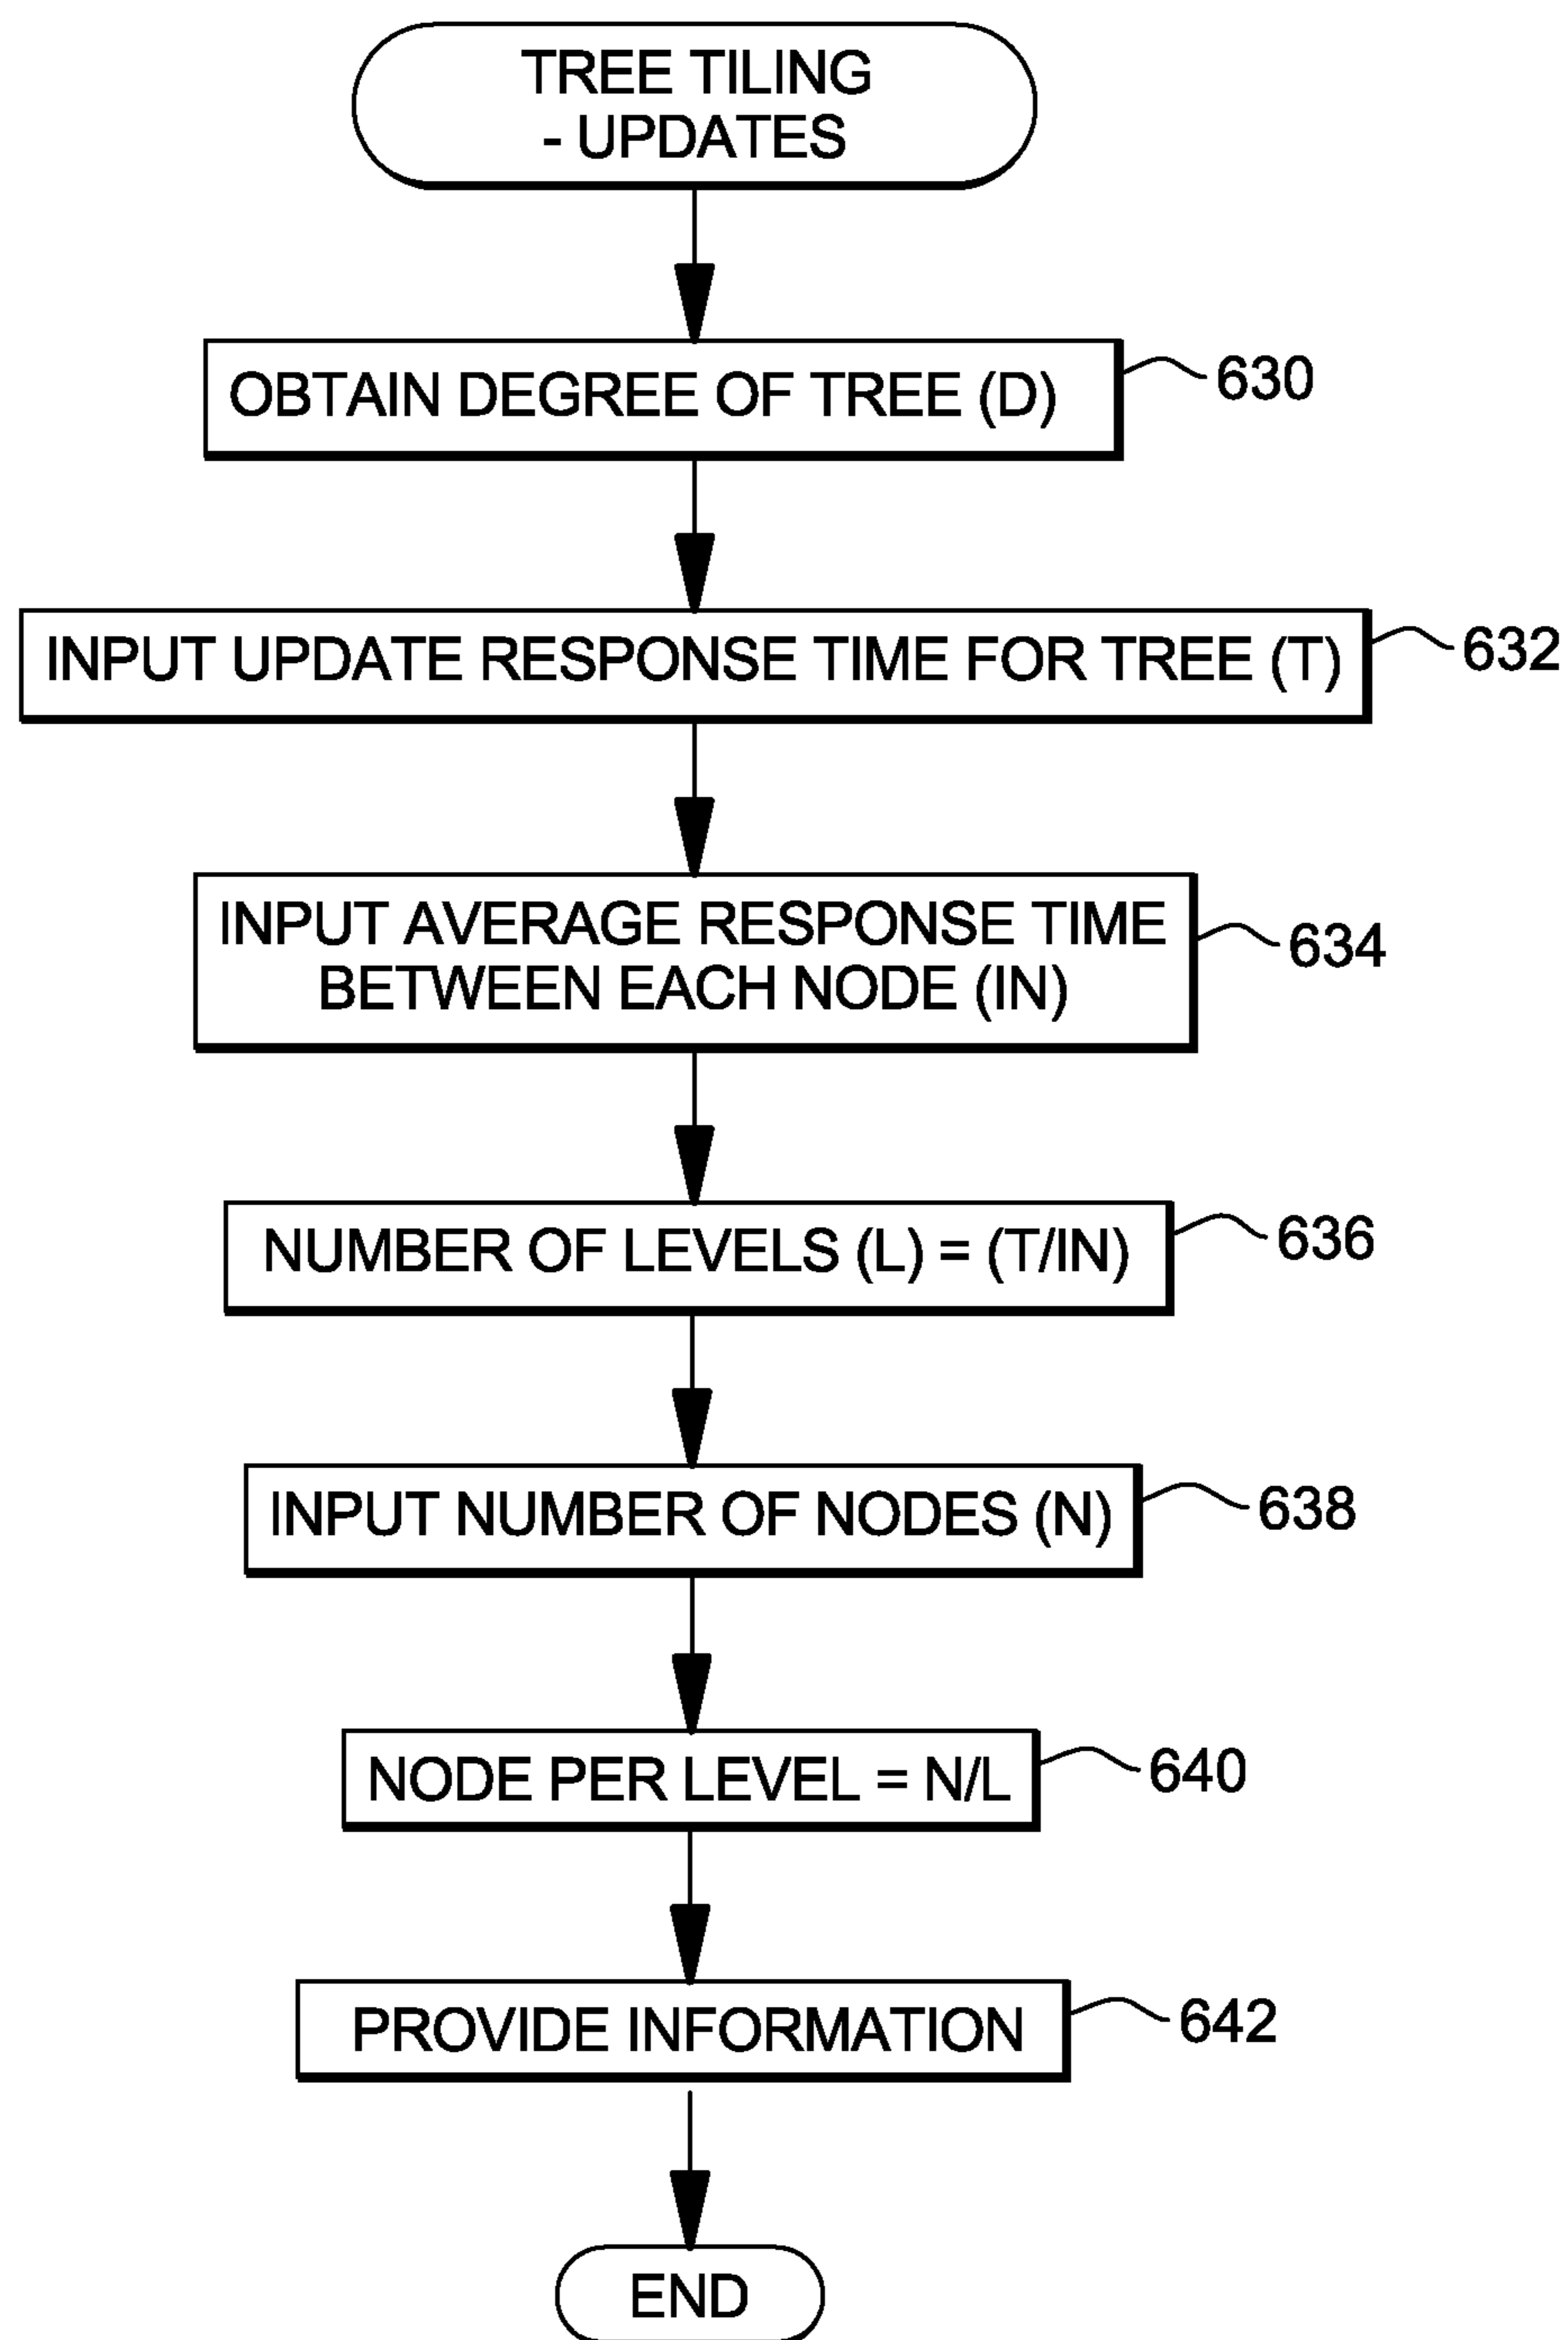 TREE TILING
- UPDATES
OBTAIN DEGREE OF TREE (D)
630
INPUT UPDATE RESPONSE TIME FOR TREE (T)
632
INPUT AVERAGE RESPONSE TIME
BETWEEN EACH NODE (IN)
634
NUMBER OF LEVELS (L) = (T/IN)
636
INPUT NUMBER OF NODES (N)
638
NODE PER LEVEL = N/L
640
PROVIDE INFORMATION
642
END